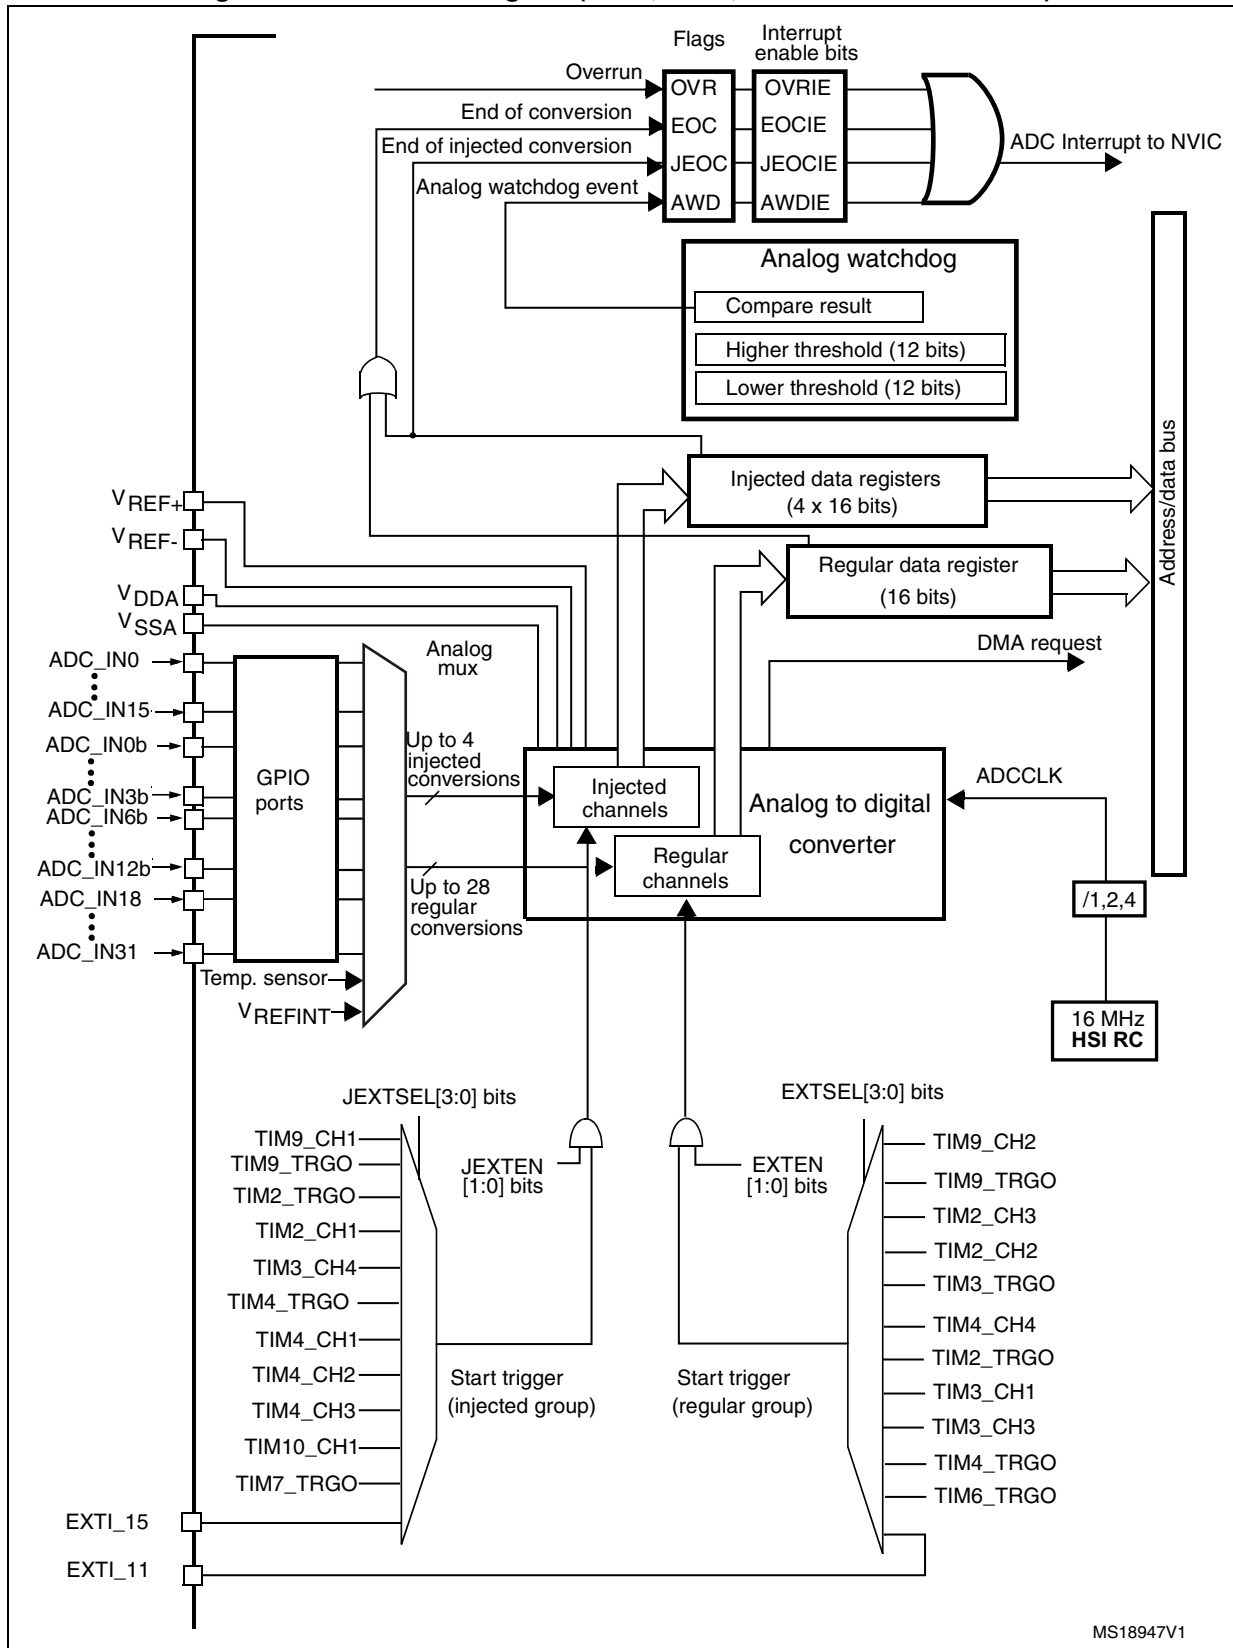 Flags
Interrupt
enable bits
Overrun
OVR
OVRIE
End of conversion
EOC
EOCIE
End of injected conversion
JEOC
JEOCIE
ADC Interrupt to NVIC
Analog watchdog event
AWD
AWDIE
Analog watchdog
Compare result
Higher threshold (12 bits)
Lower threshold (12 bits)
Address/data bus
Injected data registers
(4 x 16 bits)
Regular data register
(16 bits)
VREF+
VREF-
VDDA
VSSA
DMA request
Analog
mux
ADC_IN0
ADC_IN15
ADC_IN0b
ADC_IN3b
ADC_IN6b
ADC_IN12b
ADC_IN18
ADC_IN31
GPIO
ports
Up to 4
injected
conversions
Injected
channels
Analog to digital
converter
ADCCLK
Regular
channels
Up to 28
regular
conversions
/1,2,4
Temp. sensor
VREFINT
16 MHz
HSI RC
JEXTSEL[3:0] bits
EXTSEL[3:0] bits
TIM9_CH1
TIM9_TRGO
TIM2_TRGO
TIM2_CH1
TIM3_CH4
TIM4_TRGO
TIM4_CH1
TIM4_CH2
TIM4_CH3
TIM10_CH1
TIM7_TRGO
JEXTEN
[1:0] bits
EXTEN
[1:0] bits
TIM9_CH2
TIM9_TRGO
TIM2_CH3
TIM2_CH2
TIM3_TRGO
TIM4_CH4
TIM2_TRGO
TIM3_CH1
TIM3_CH3
TIM4_TRGO
TIM6_TRGO
Start trigger
(injected group)
Start trigger
(regular group)
EXTI_15
EXTI_11
MS18947V1